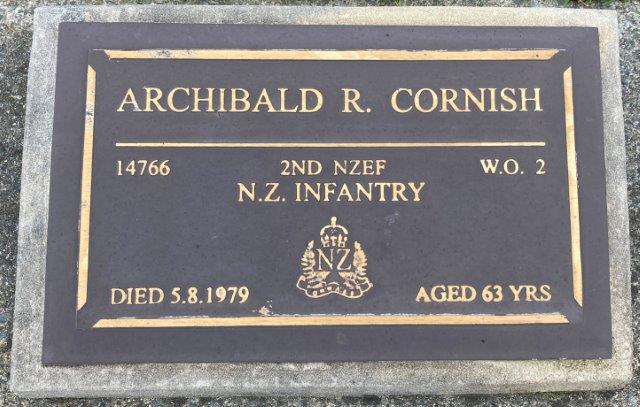 ARCHIBALD R. CORNISH
14766 2ND NZEF W.O. 2
N.Z. INFANTRY
NZ
DIED 5.8.1979 AGED 63 YRS